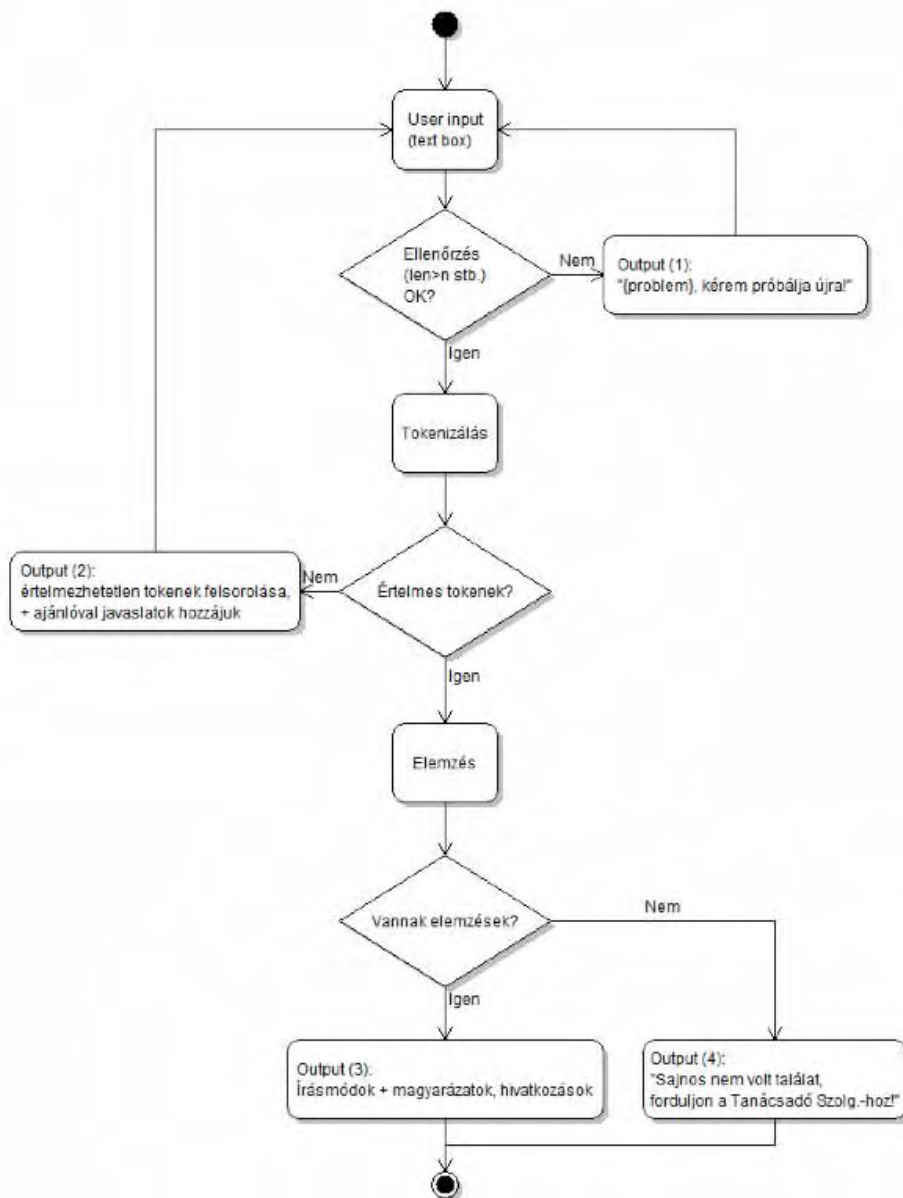 User input
(text box)
Ellenőrzés
(len>n stb.)
OK?
Nem
Output (1):
"{problem}, kérem próbálja újra!"
Igen
Tokenizálás
Output (2):
értelmezhetetlen tokenek felsorolása,
+ ajánlóval javaslatok hozzájuk
Nem
Értelmes tokenek?
Igen
Elemzés
Vannak elemzések?
Nem
Igen
Output (3):
Írásmódok + magyarázatok, hivatkozások
Output (4):
"Sajnos nem volt találat,
forduljon a Tanácsadó Szolg.-hoz!"